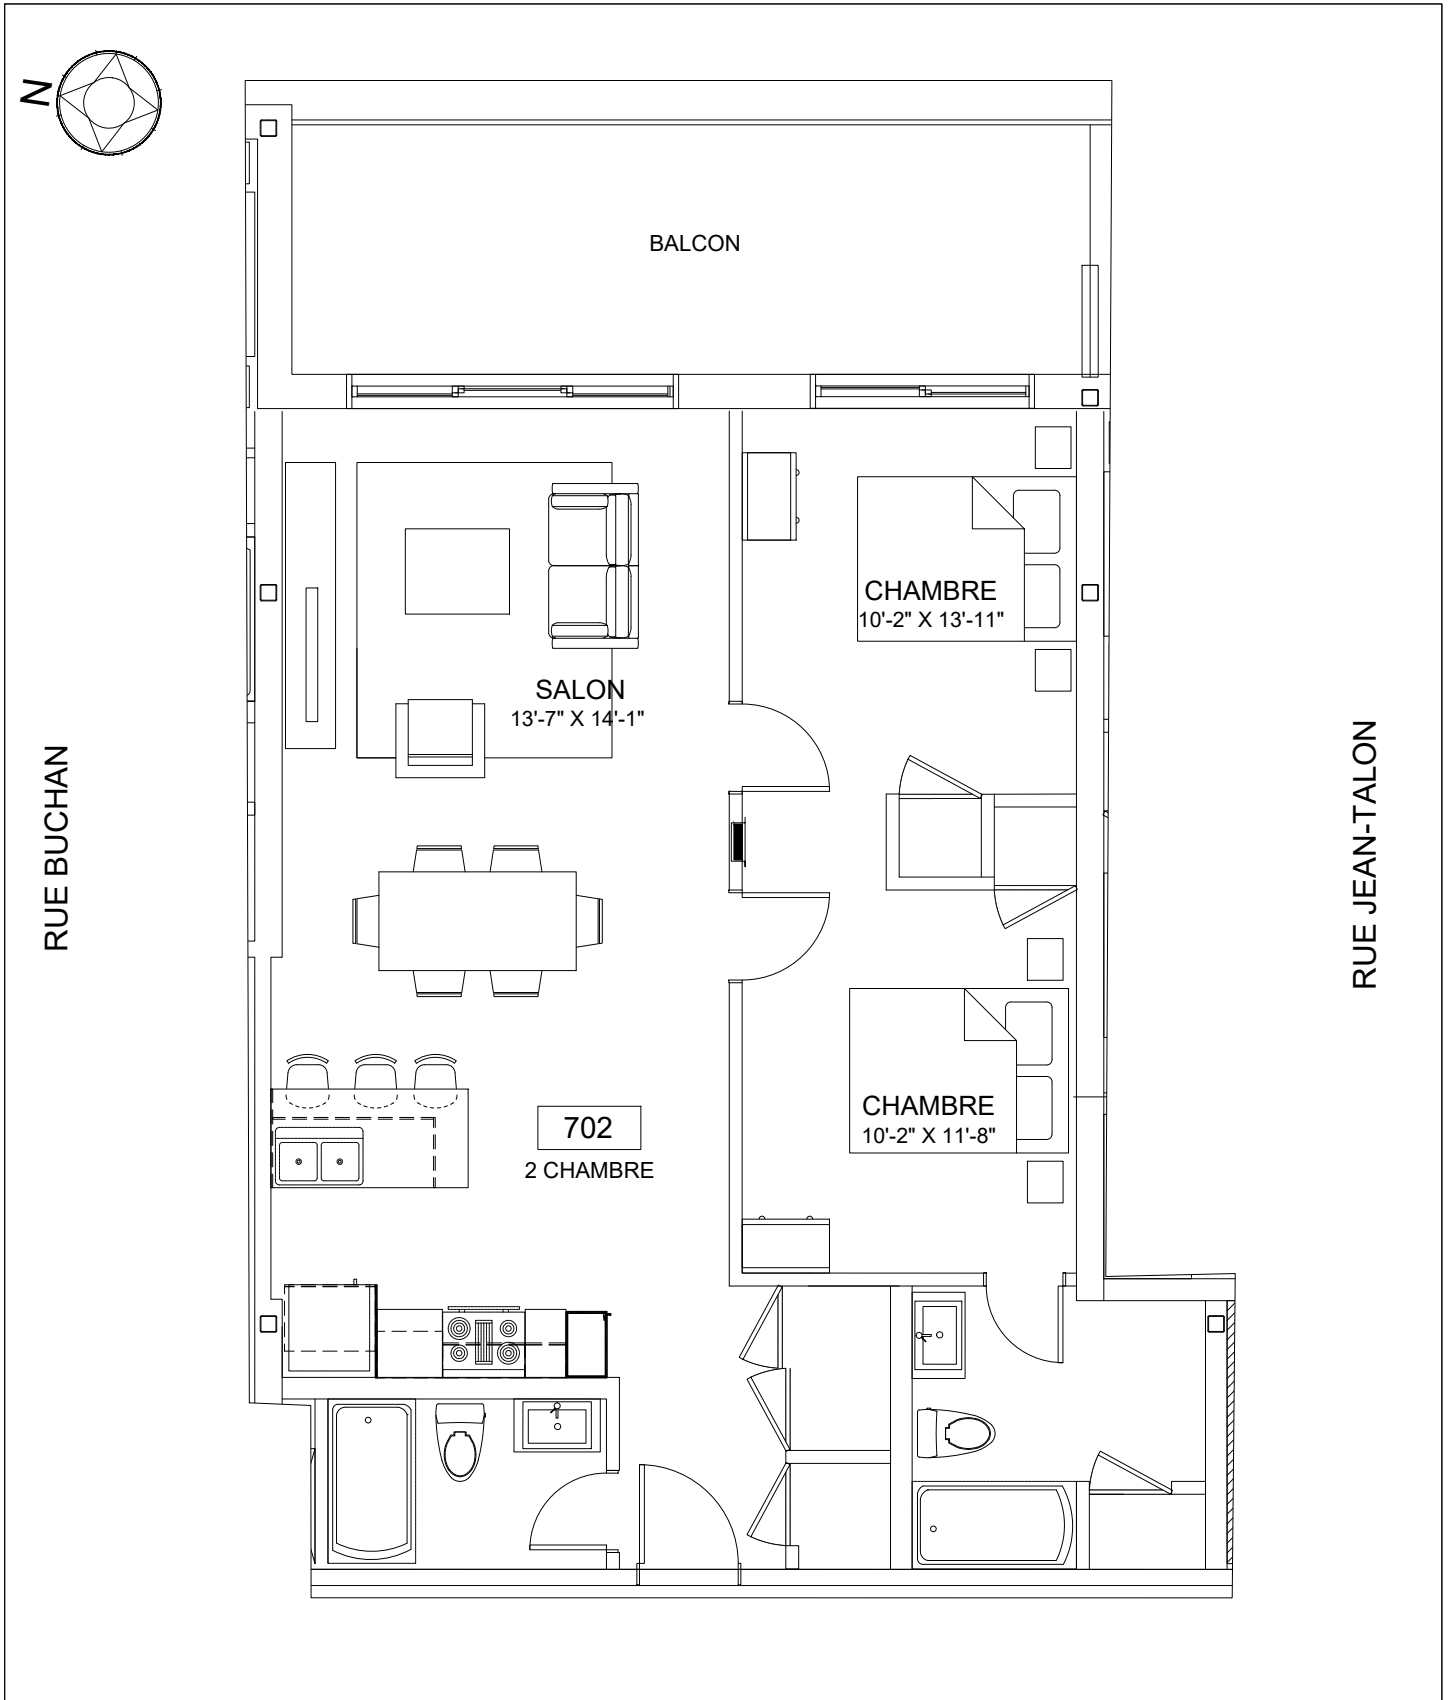 N
BALCON
CHAMBRE
10'-2" X 13'-11"
SALON
13'-7" X 14'-1"
RUE BUCHAN
RUE JEAN-TALON
CHAMBRE
10'-2" X 11'-8"
702
2 CHAMBRE